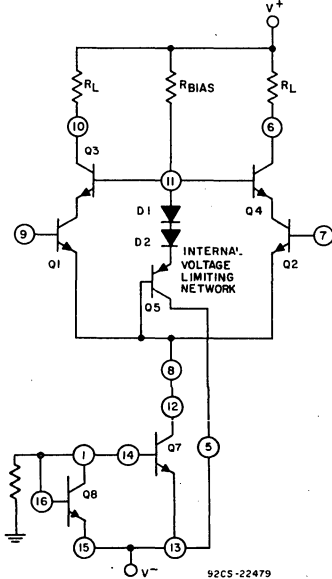 V+
RL
RBIAS
RL
10
6
Q3
11
Q4
9
D1
7
Q1
D2
Q2
INTERNA'-
VOLTAGE
LIMITING
NETWORK
Q5
8
12
1
14
Q7
5
16
Q8
15
13
V-
92CS-22479